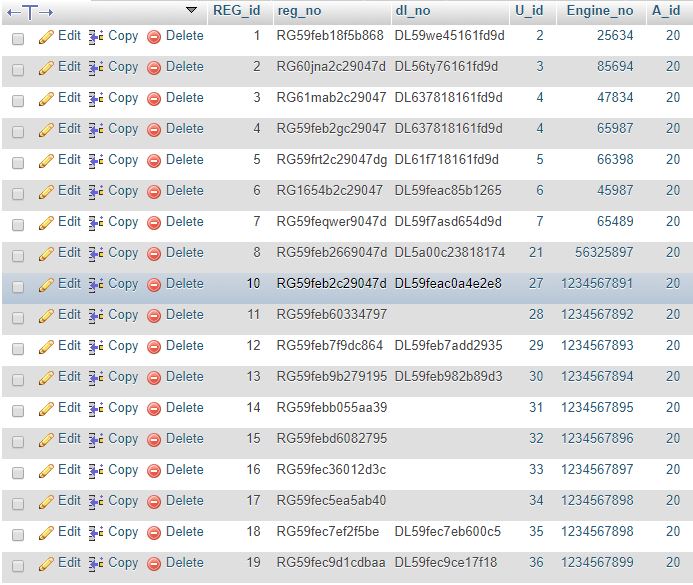 REG_id reg_no dl_no U_id Engine_no A_id
Edit Copy Delete 1 RG59feb18f5b868 DL59we45161fd9d 2 25634 20
Edit Copy Delete 2 RG60jna2c29047d DL56ty76161fd9d 3 85694 20
Edit Copy Delete 3 RG61mab2c29047 DL637818161fd9d 4 47834 20
Edit Copy Delete 4 RG59feb2gc29047 DL637818161fd9d 4 65987 20
Edit Copy Delete 5 RG59frt2c29047dg DL61f718161fd9d 5 66398 20
Edit Copy Delete 6 RG1654b2c29047 DL59feac85b1265 6 45987 20
Edit Copy Delete 7 RG59feqwer9047d DL59f7asd654d9d 7 65489 20
Edit Copy Delete 8 RG59feb2669047d DL5a00c23818174 21 56325897 20
Edit Copy Delete 10 RG59feb2c29047d DL59feac0a4e2e8 27 1234567891 20
Edit Copy Delete 11 RG59feb60334797 28 1234567892 20
Edit Copy Delete 12 RG59feb7f9dc864 DL59feb7add2935 29 1234567893 20
Edit Copy Delete 13 RG59feb9b279195 DL59feb982b89d3 30 1234567894 20
Edit Copy Delete 14 RG59febb055aa39 31 1234567895 20
Edit Copy Delete 15 RG59febd6082795 32 1234567896 20
Edit Copy Delete 16 RG59fec36012d3c 33 1234567897 20
Edit Copy Delete 17 RG59fec5ea5ab40 34 1234567898 20
Edit Copy Delete 18 RG59fec7ef2f5be DL59fec7eb600c5 35 1234567898 20
Edit Copy Delete 19 RG59fec9d1cdbaa DL59fec9ce17f18 36 1234567899 20